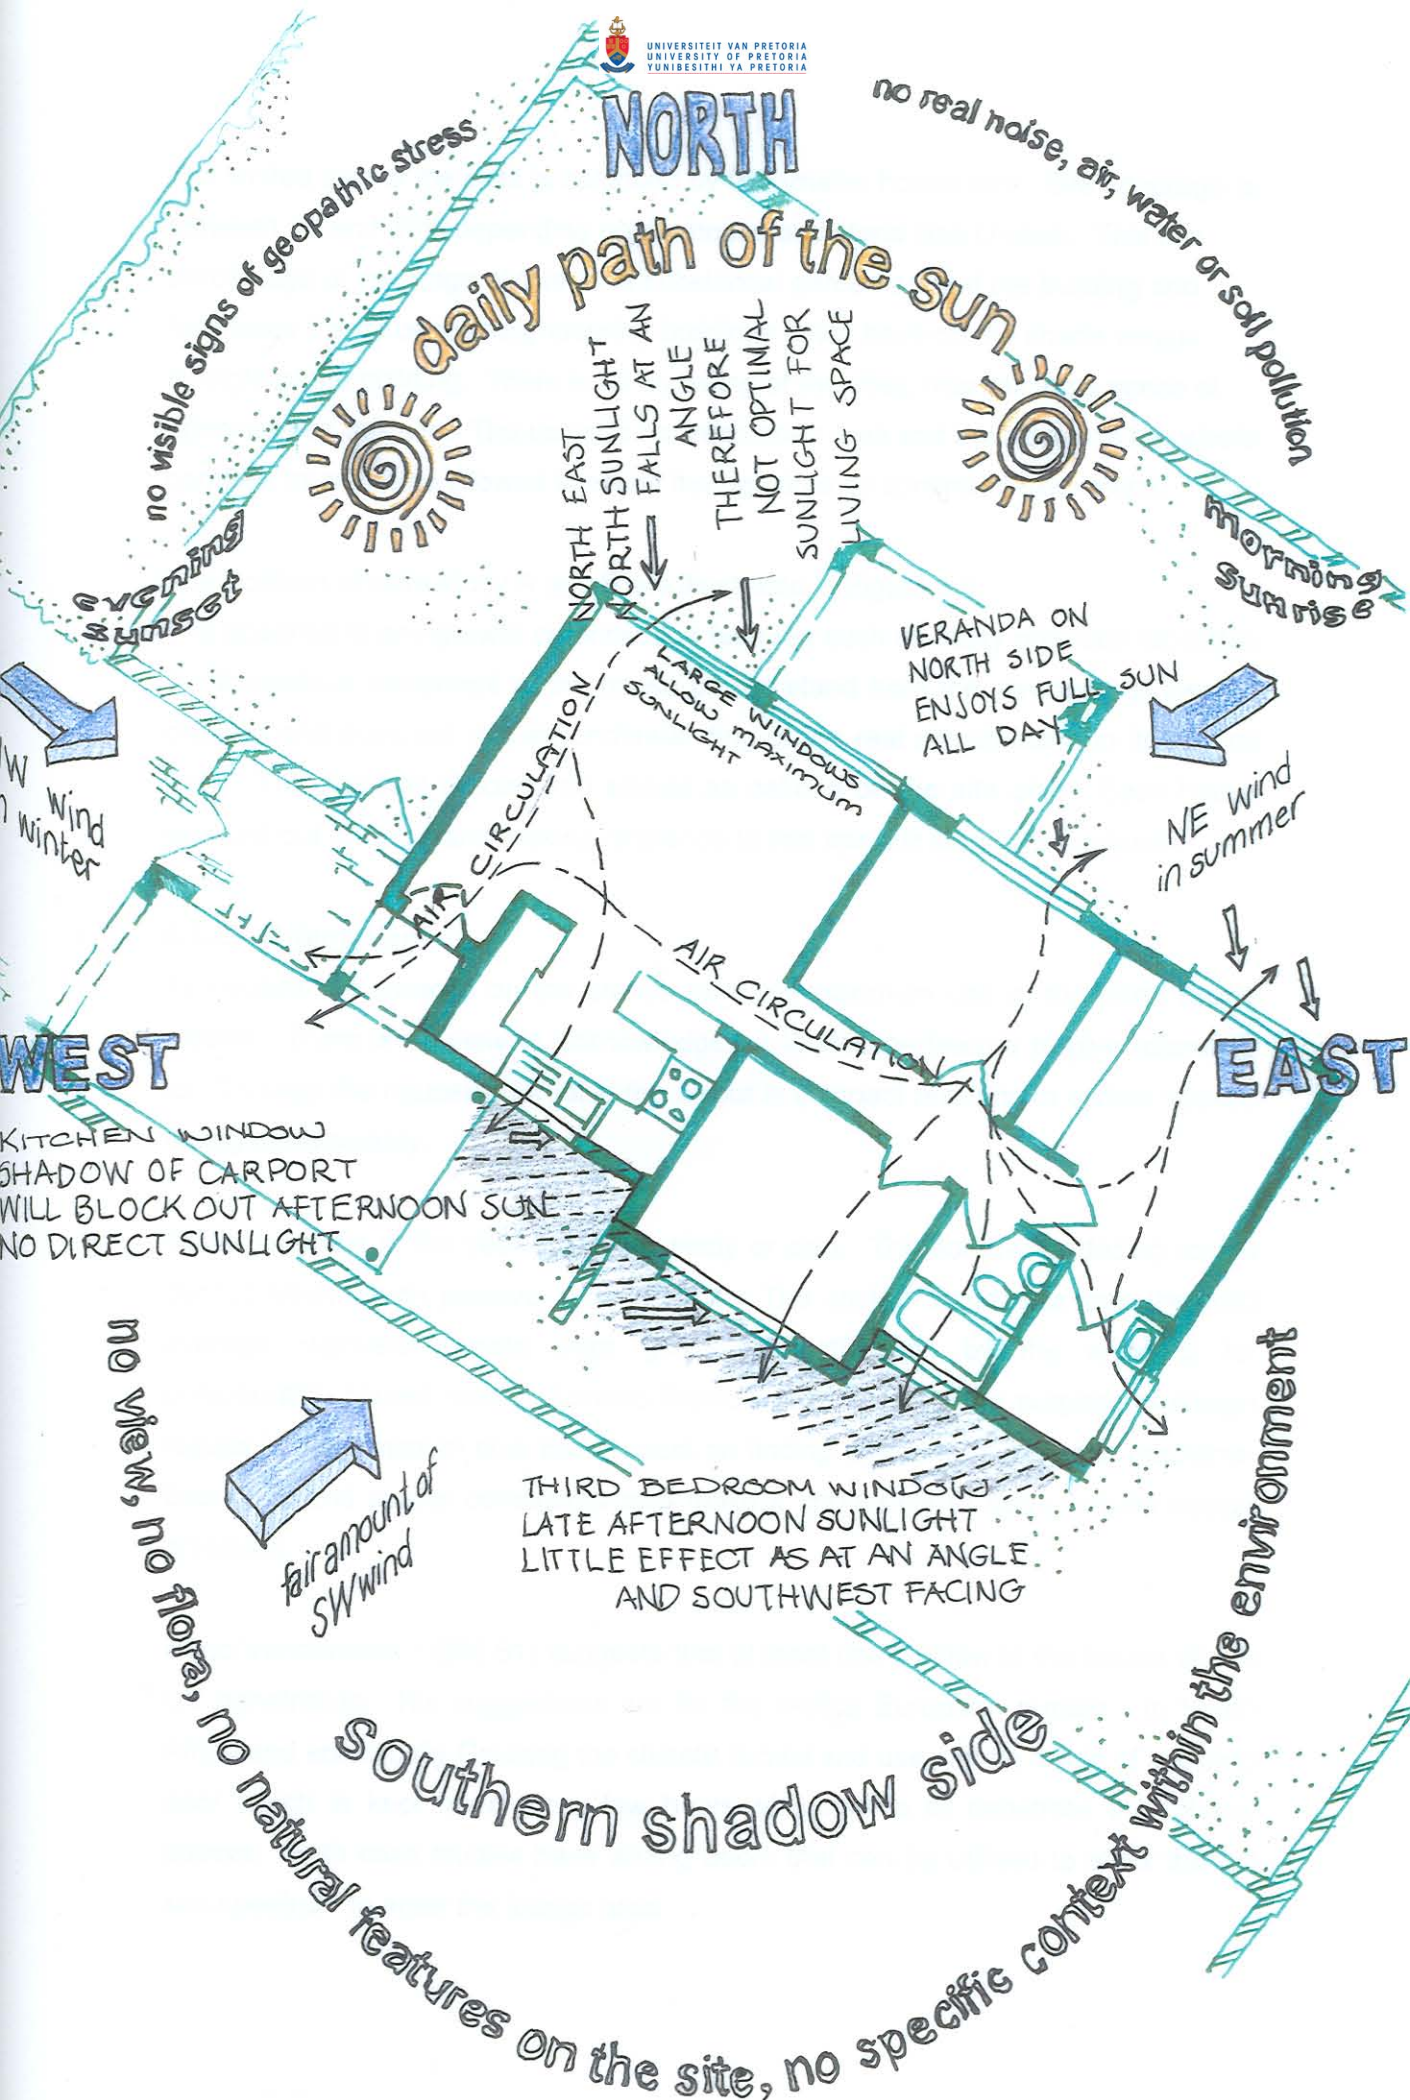 UNIVERSITEIT VAN PRETORIA
UNIVERSITY OF PRETORIA
YUNIBESITHI YA PRETORIA
NORTH
no real noise, air, water or soil pollution
no visible signs of geopathic stress
daily path of the sun
NORTH EAST
NORTH SUNLIGHT
FALLS AT AN
ANGLE
THEREFORE
NOT OPTIMAL
SUNLIGHT FOR
LIVING SPACE
evening
sunset
morning
sunrise
VERANDA ON
NORTH SIDE
ENJOYS FULL SUN
ALL DAY
LARGE WINDOWS
ALLOW MAXIMUM
SUNLIGHT
AIR CIRCULATION
wind
winter
NE wind
in summer
AIR CIRCULATION
WEST
EAST
KITCHEN WINDOW
SHADOW OF CARPORT
WILL BLOCK OUT AFTERNOON SUN
NO DIRECT SUNLIGHT
fair amount of
SW wind
THIRD BEDROOM WINDOW
LATE AFTERNOON SUNLIGHT
LITTLE EFFECT AS AT AN ANGLE
AND SOUTHWEST FACING
southern shadow side
no view, no flora, no natural features on the site, no specific context within the environment